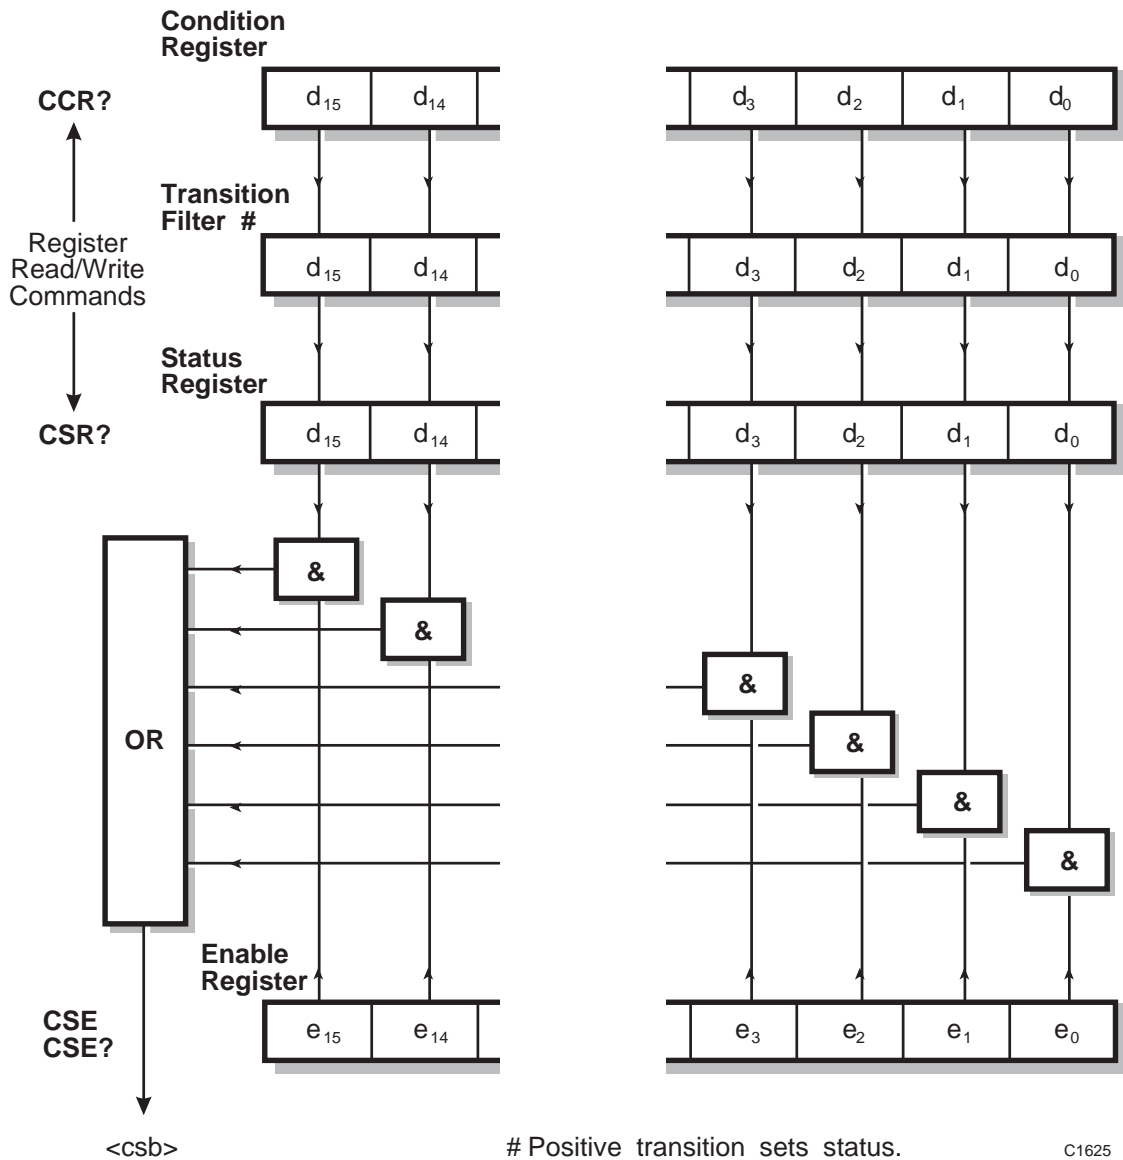 Condition
Register
CCR?
d15 d14 d3 d2 d1 d0
Transition
Filter #
Register
Read/Write
Commands
d15 d14 d3 d2 d1 d0
Status
Register
CSR?
d15 d14 d3 d2 d1 d0
&
&
&
OR
&
&
&
Enable
Register
CSE
CSE?
e15 e14 e3 e2 e1 e0
<csb>
# Positive transition sets status.
C1625